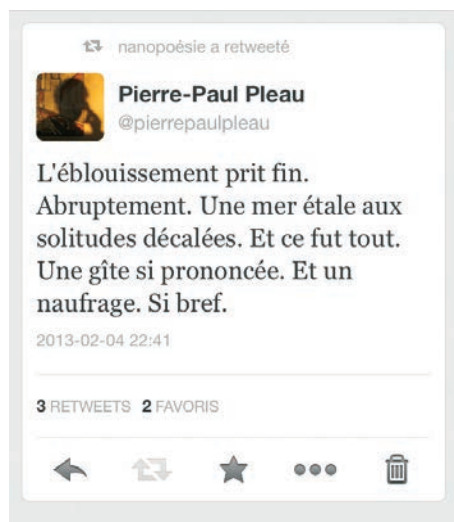 nanopoésie a retweeté
Pierre-Paul Pleau
@pierrepaulpleau
L'éblouissement prit fin.
Abruptement. Une mer étale aux
solitudes décalées. Et ce fut tout.
Une gîte si prononcée. Et un
naufrage. Si bref.
2013-02-04 22:41
3 RETWEETS 2 FAVORIS